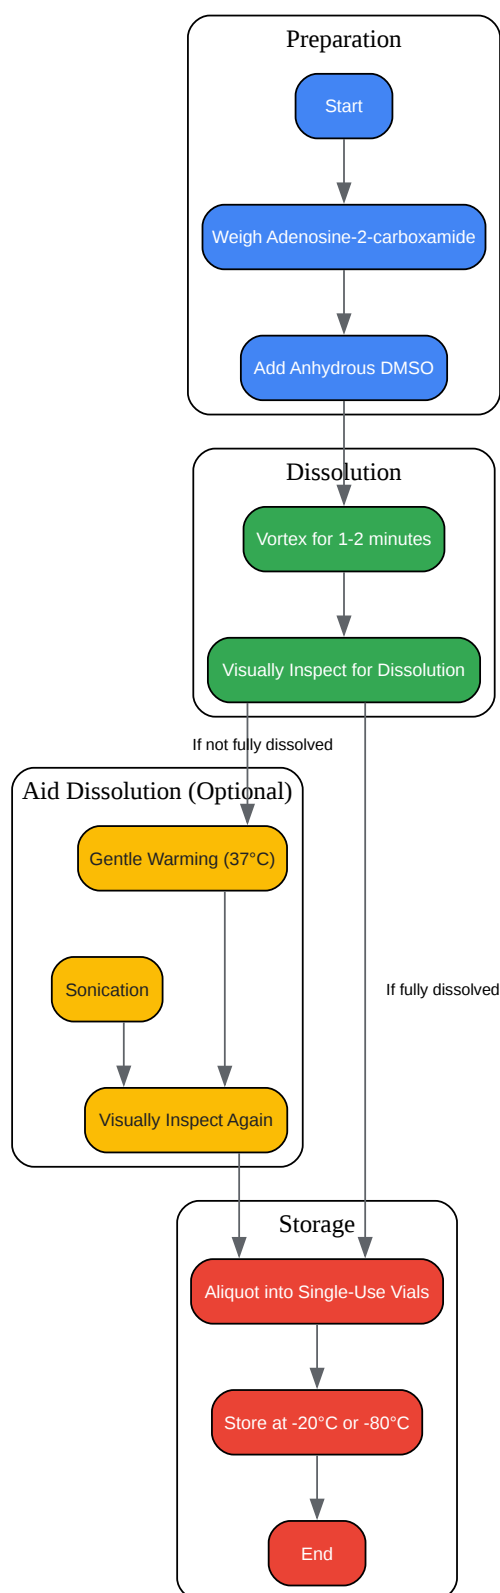 Preparation
Start
Weigh Adenosine-2-carboxamide
Add Anhydrous DMSO
Dissolution
Vortex for 1-2 minutes
Visually Inspect for Dissolution
If not fully dissolved
Aid Dissolution (Optional)
Gentle Warming (37°C)
Sonication
If fully dissolved
Visually Inspect Again
Storage
Aliquot into Single-Use Vials
Store at -20°C or -80°C
End